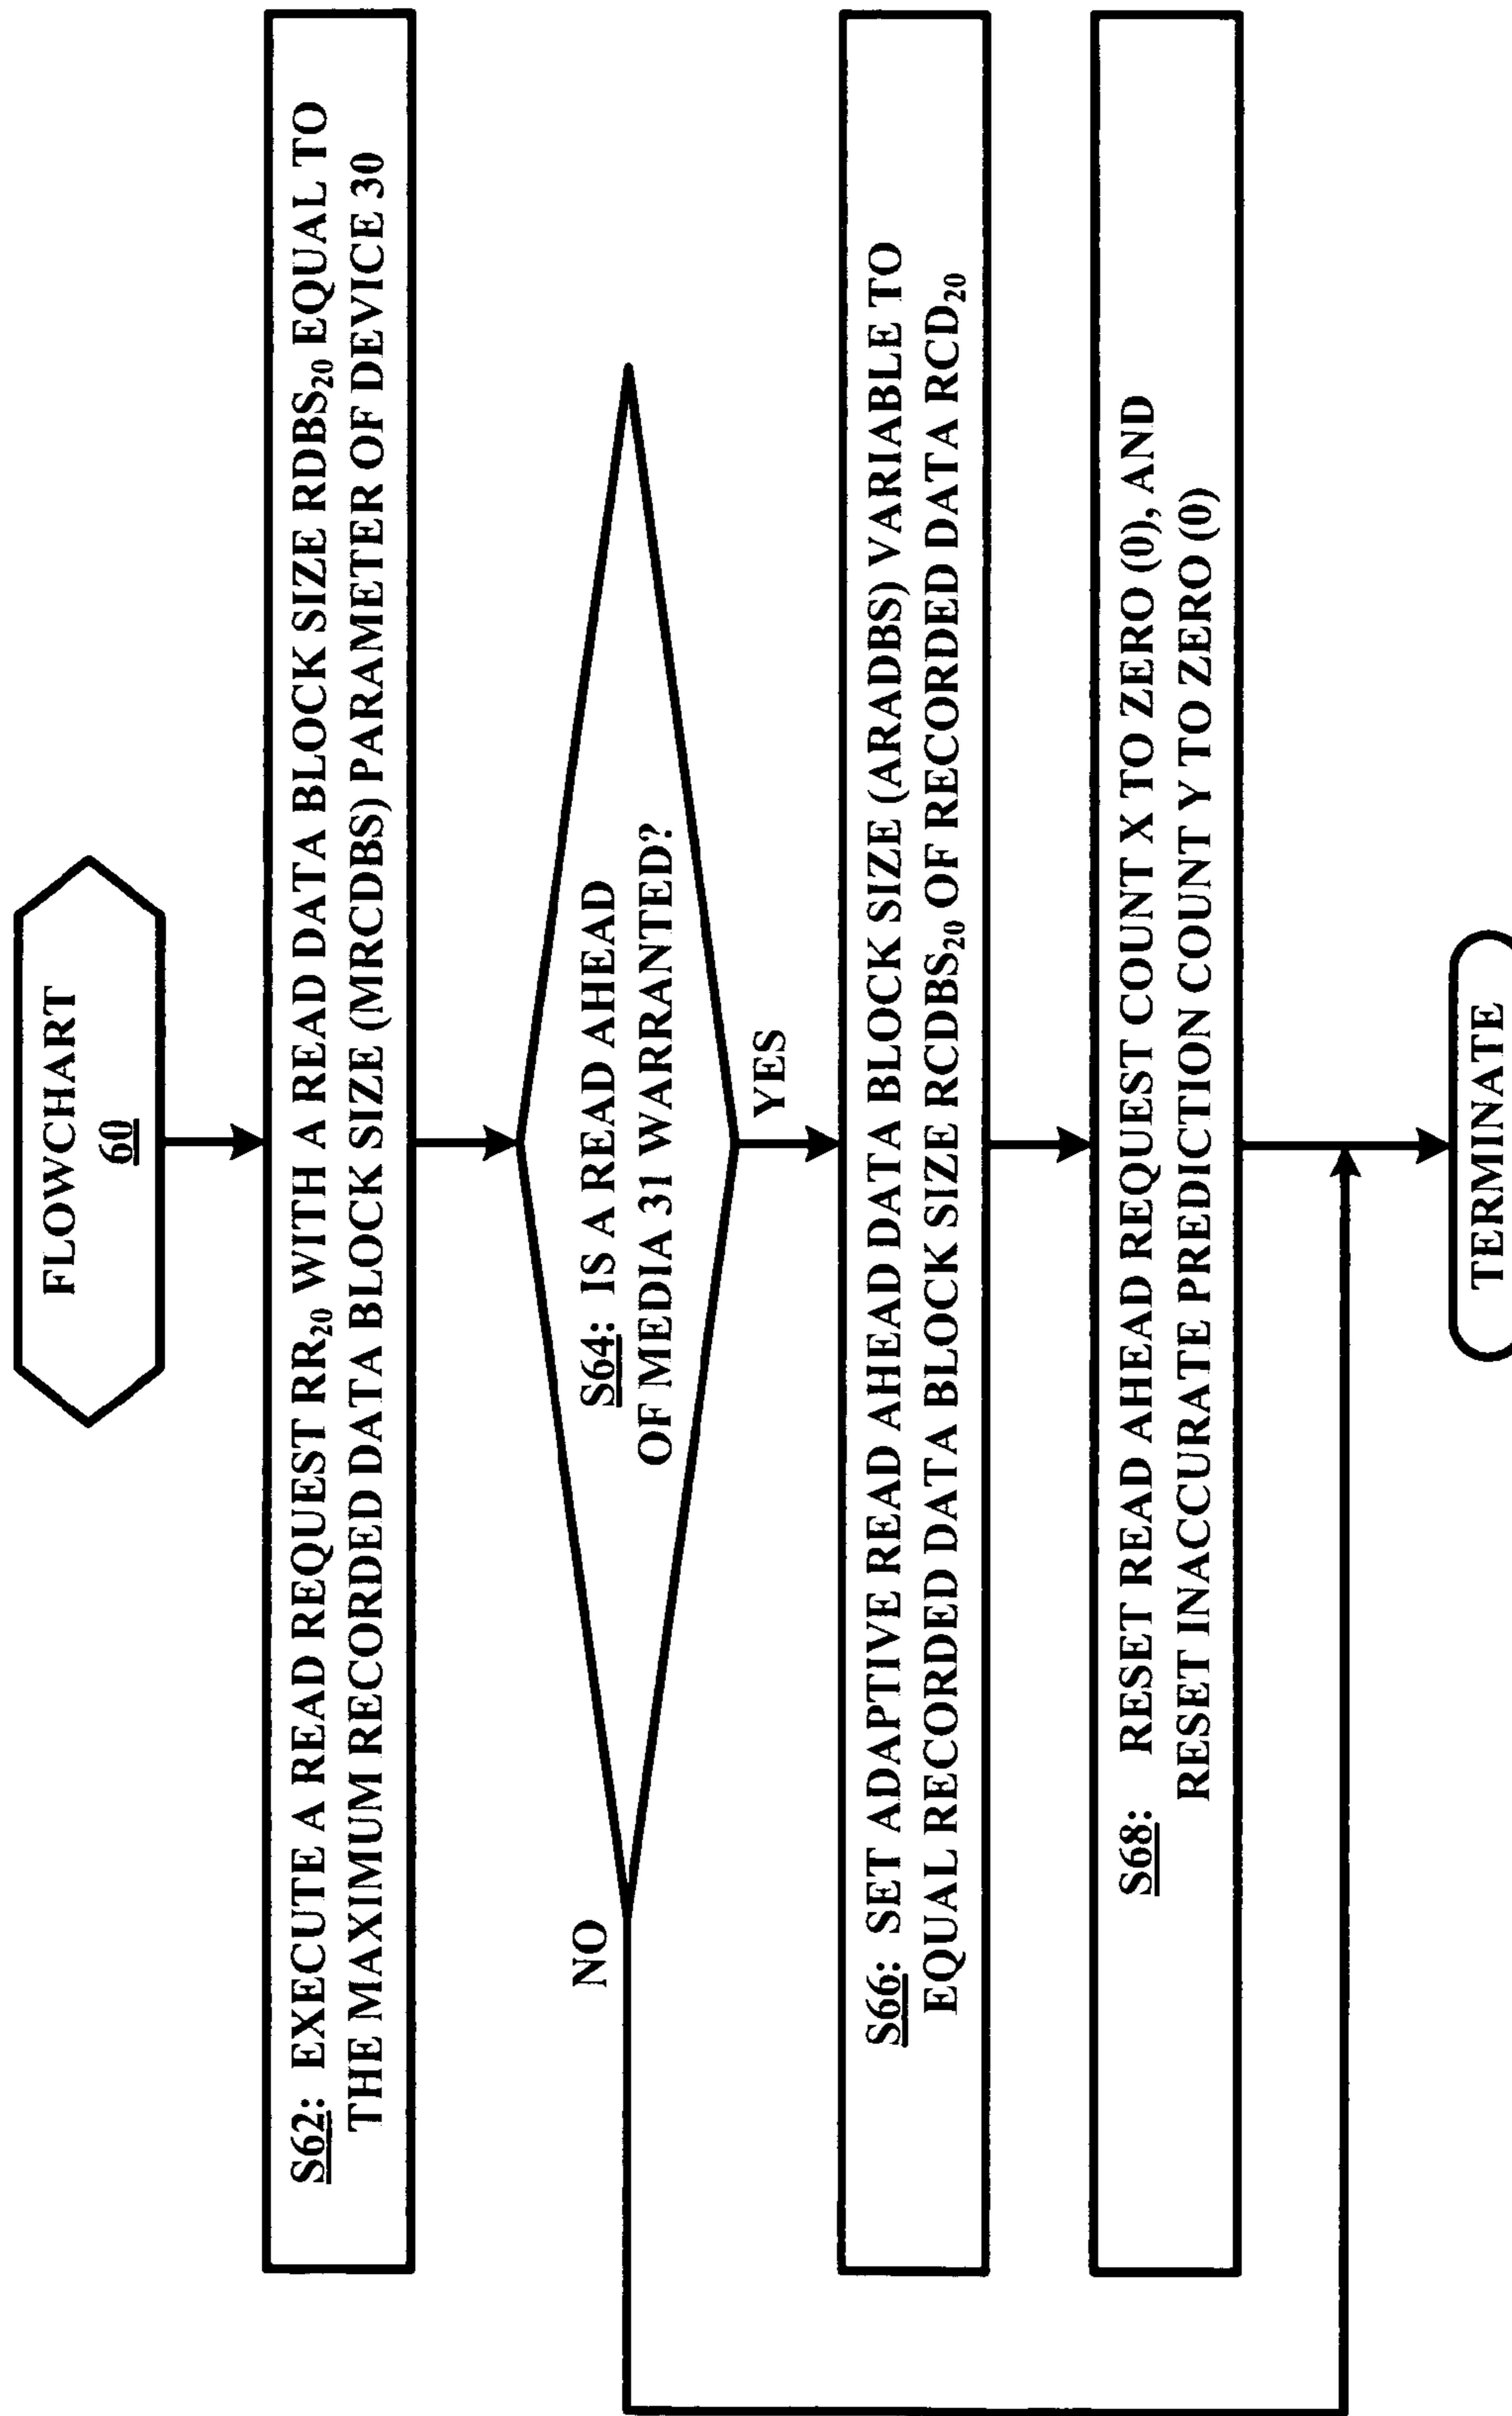 FLOWCHART
60
S62: EXECUTE A READ REQUEST RR20 WITH A READ DATA BLOCK SIZE RDBS20 EQUAL TO
THE MAXIMUM RECORDED DATA BLOCK SIZE (MRCDBS) PARAMETER OF DEVICE 30
S64: IS A READ AHEAD
OF MEDIA 31 WARRANTED?
NO
YES
S66: SET ADAPTIVE READ AHEAD DATA BLOCK SIZE (ARADBS) VARIABLE TO
EQUAL RECORDED DATA BLOCK SIZE RCDBS20 OF RECORDED DATA RCD20
S68: RESET READ AHEAD REQUEST COUNT X TO ZERO (0), AND
RESET INACCURATE PREDICTION COUNT Y TO ZERO (0)
TERMINATE